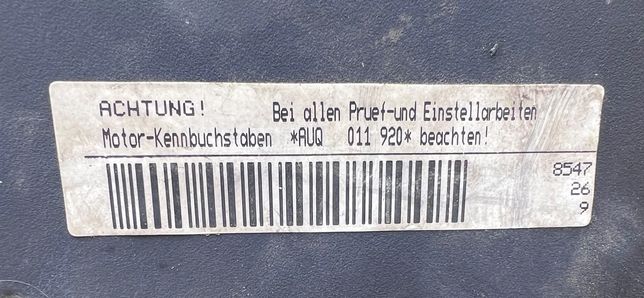 ACHTUNG! Bei allen Pruef-und Einstellarbeiten
Motor-Kennbuchstaben *AUQ 011 920* beachten!
8547
26
9